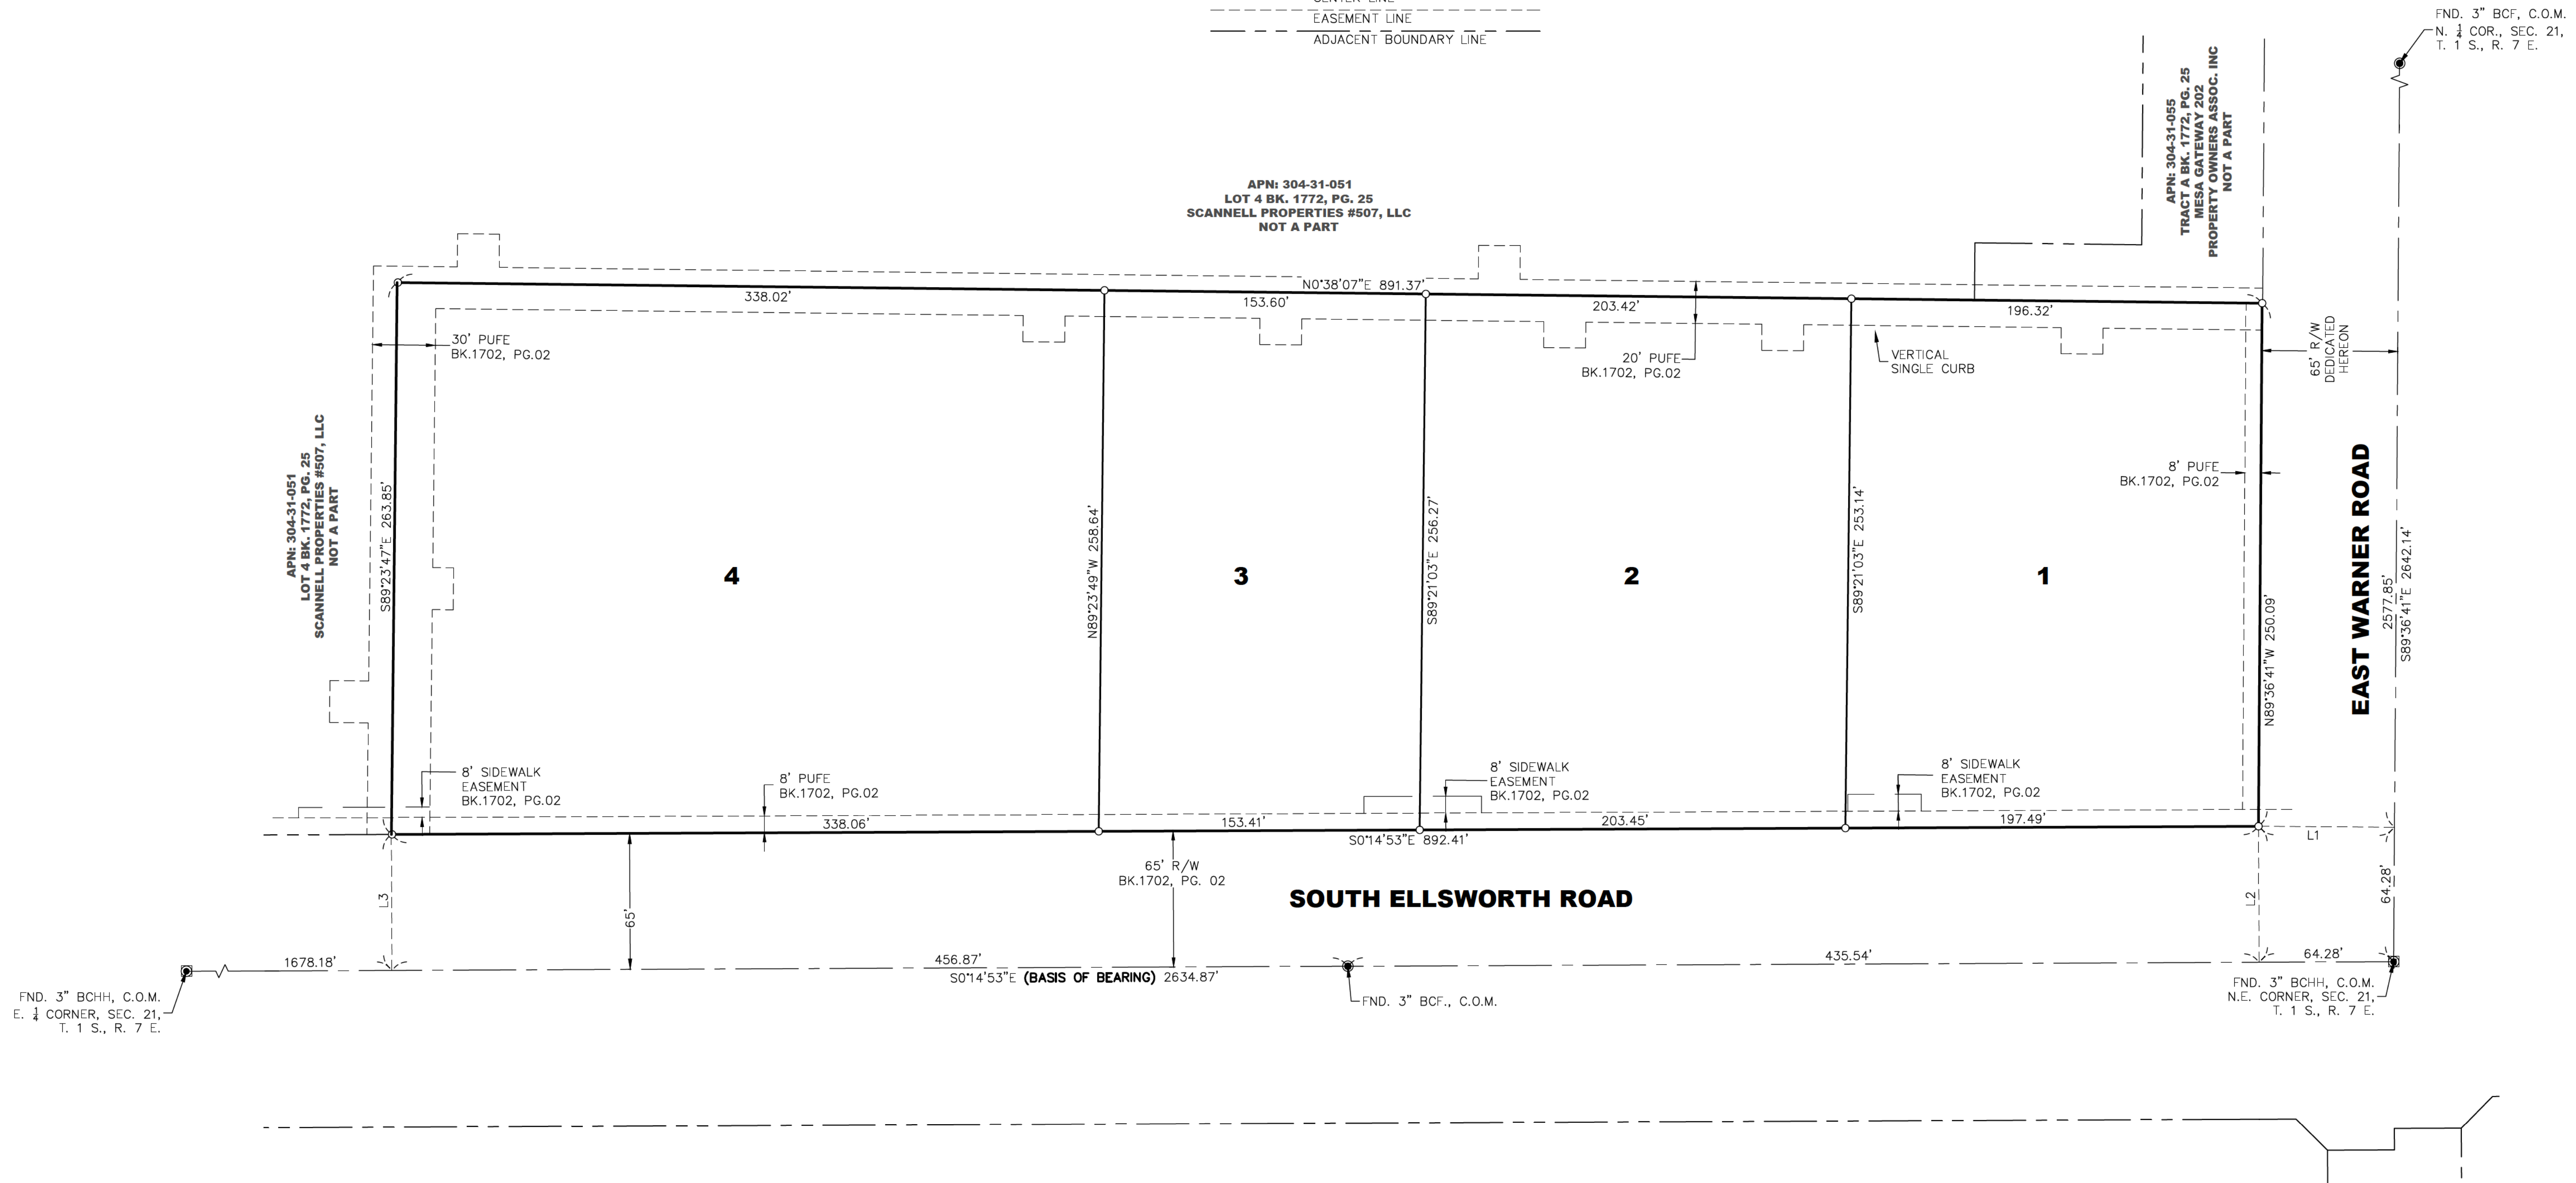 CENTER LINE
EASEMENT LINE
ADJACENT BOUNDARY LINE
FND. 3" BCF, C.O.M.
N. ¼ COR., SEC. 21,
T. 1 S., R. 7 E.
APN: 304-31-055
TRACT A BK. 1772, PG. 25
MESA GATEWAY 202
PROPERTY OWNERS ASSOC. INC
NOT A PART
APN: 304-31-051
LOT 4 BK. 1772, PG. 25
SCANNELL PROPERTIES #507, LLC
NOT A PART
N0°38'07"E 891.37'
338.02'
153.60'
203.42'
196.32'
30' PUFE
BK.1702, PG.02
20' PUFE
BK.1702, PG.02
VERTICAL
SINGLE CURB
65' R/W
DEDICATED
HEREON
8' PUFE
BK.1702, PG.02
APN: 304-31-051
LOT 4 BK. 1772, PG. 25
SCANNELL PROPERTIES #507, LLC
NOT A PART
S89°23'47"E 263.85'
4
N89°23'49"W 258.64'
3
S89°21'03"E 256.27'
2
S89°21'03"E 253.14'
1
N89°36'41"W 250.09'
EAST WARNER ROAD
2577.85'
S89°36'41"E 2642.14'
8' SIDEWALK
EASEMENT
BK.1702, PG.02
8' PUFE
BK.1702, PG.02
8' SIDEWALK
EASEMENT
BK.1702, PG.02
8' SIDEWALK
EASEMENT
BK.1702, PG.02
338.06'
153.41'
203.45'
197.49'
S0°14'53"E 892.41'
L1
L3
65'
65' R/W
BK.1702, PG. 02
SOUTH ELLSWORTH ROAD
L2
64.28'
1678.18'
456.87'
435.54'
64.28'
S0°14'53"E (BASIS OF BEARING) 2634.87'
FND. 3" BCHH, C.O.M.
E. ¼ CORNER, SEC. 21,
T. 1 S., R. 7 E.
FND. 3" BCF., C.O.M.
FND. 3" BCHH, C.O.M.
N.E. CORNER, SEC. 21,
T. 1 S., R. 7 E.